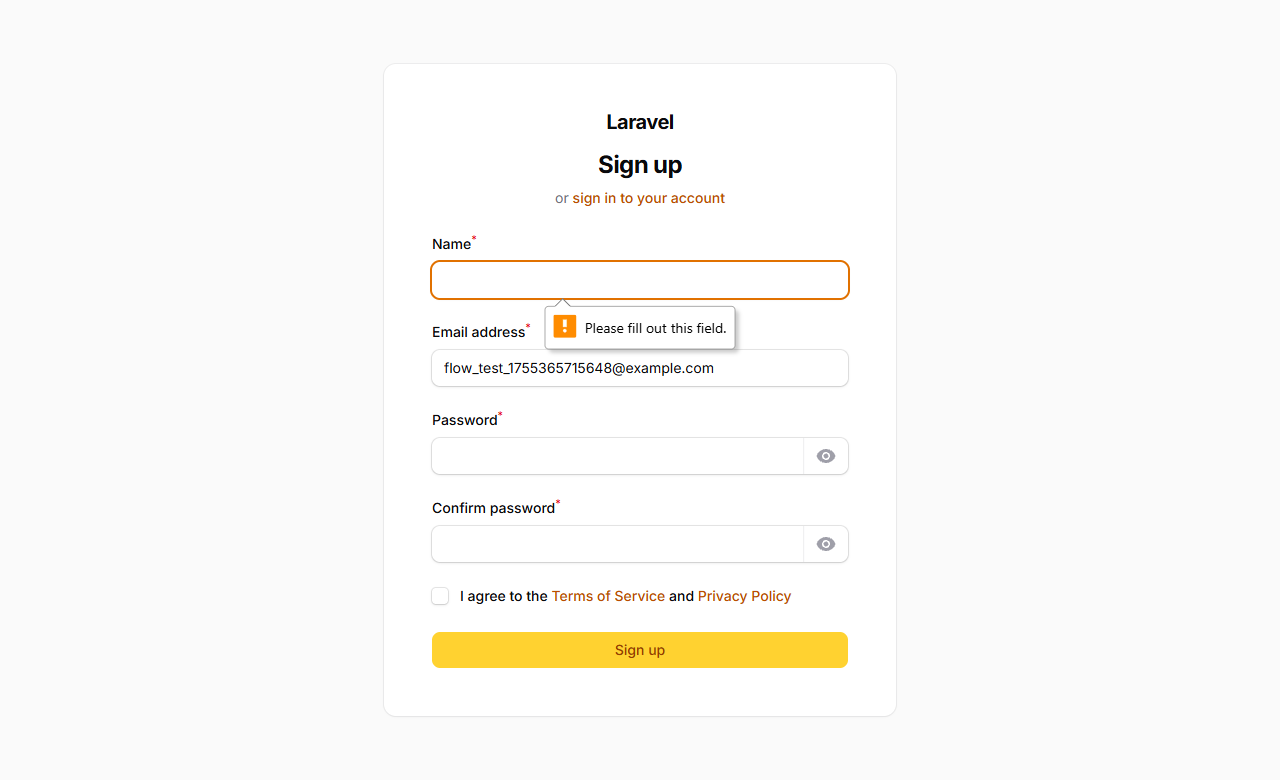 Laravel
Sign up
or sign in to your account
Name*
Please fill out this field.
Email address*
flow_test_1755365715648@example.com
Password*
Confirm password*
I agree to the Terms of Service and Privacy Policy
Sign up